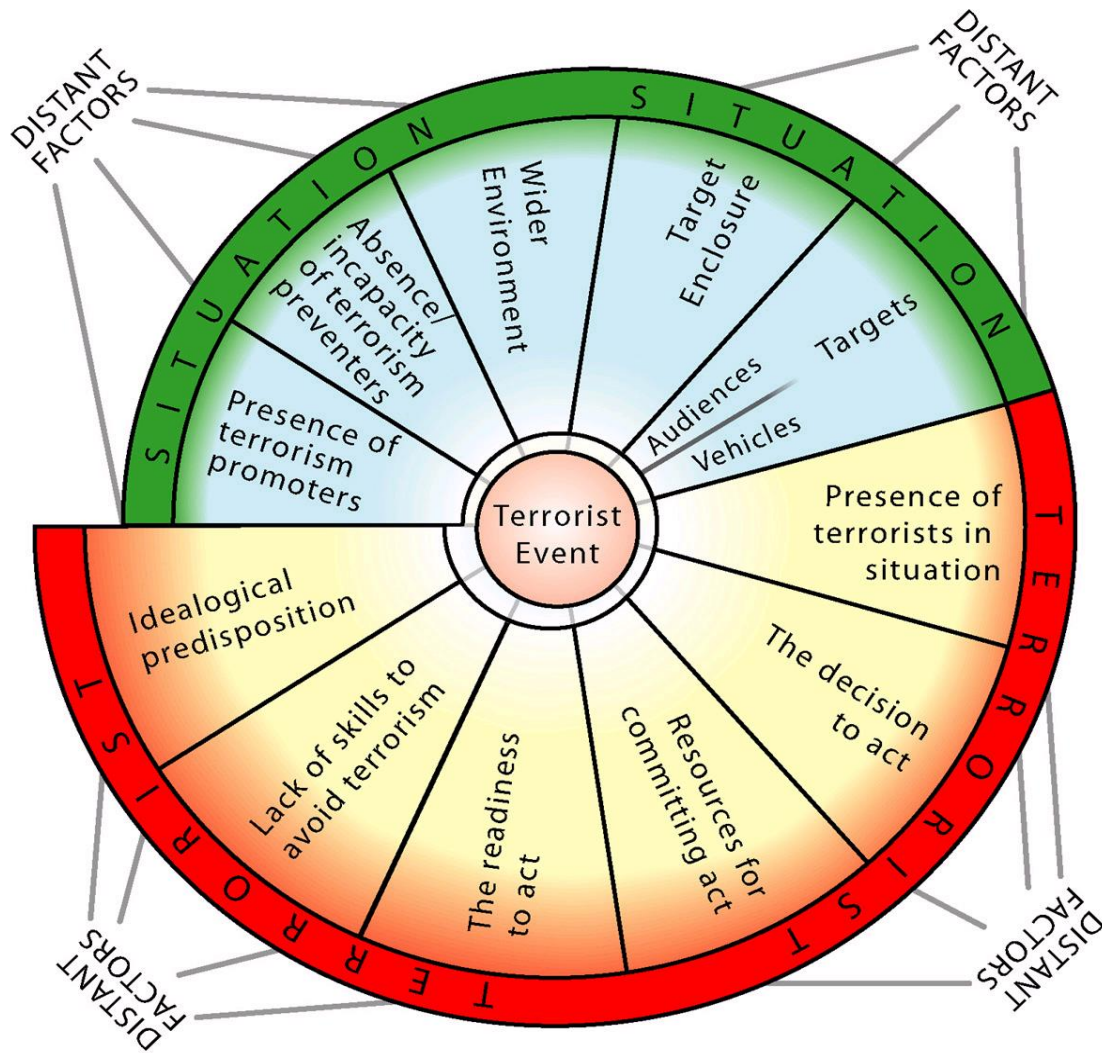 DISTANT
FACTORS
DISTANT
FACTORS
SITUATION
SITUATION
Wider
Environment
Target
Enclosure
Absence/
incapacity
of terrorism
preventers
Targets
Audiences
Vehicles
Presence of
terrorism
promoters
Terrorist
Event
Presence of
terrorists in
situation
Idealogical
predisposition
The decision
to act
Lack of skills to
avoid terrorism
The readiness
to act
Resources for
committing act
TERRORIST
TERRORIST
DISTANT
FACTORS
DISTANT
FACTORS